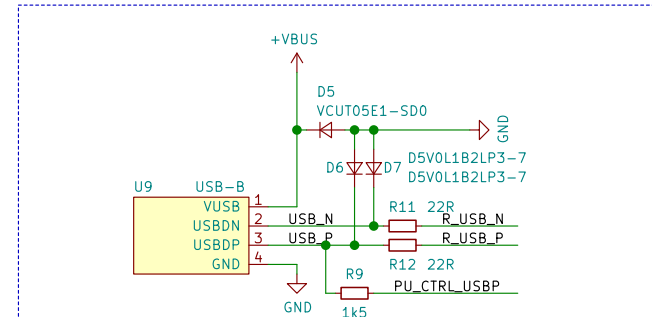 +VBUS
D5
VCUT05E1-SD0
GND
D6
D7
D5V0L1B2LP3-7
D5V0L1B2LP3-7
U9
USB-B
VUSB
1
USBDN
2
USB_N
R11
22R
R_USB_N
USBDP
3
USB_P
R_USB_P
GND
4
R12
22R
R9
PU_CTRL_USBP
GND
1k5